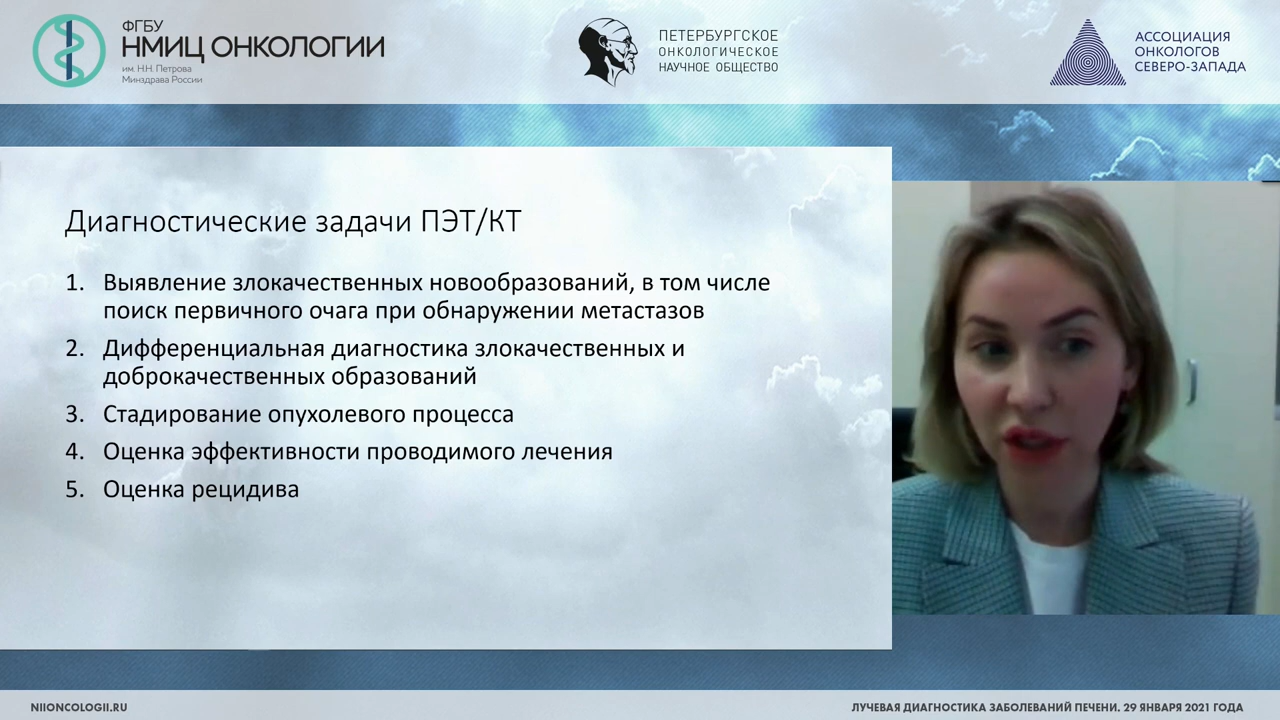 ФГБУ
НМИЦ ОНКОЛОГИИ
им. Н.Н. Петрова
Минздрава России
ПЕТЕРБУРГСКОЕ
ОНКОЛОГИЧЕСКОЕ
НАУЧНОЕ ОБЩЕСТВО
АССОЦИАЦИЯ
ОНКОЛОГОВ
СЕВЕРО-ЗАПАДА
Диагностические задачи ПЭТ/КТ
1. Выявление злокачественных новообразований, в том числе
поиск первичного очага при обнаружении метастазов
2. Дифференциальная диагностика злокачественных и
доброкачественных образований
3. Стадирование опухолевого процесса
4. Оценка эффективности проводимого лечения
5. Оценка рецидива
NIIONCOLOGII.RU
ЛУЧЕВАЯ ДИАГНОСТИКА ЗАБОЛЕВАНИЙ ПЕЧЕНИ. 29 ЯНВАРЯ 2021 ГОДА